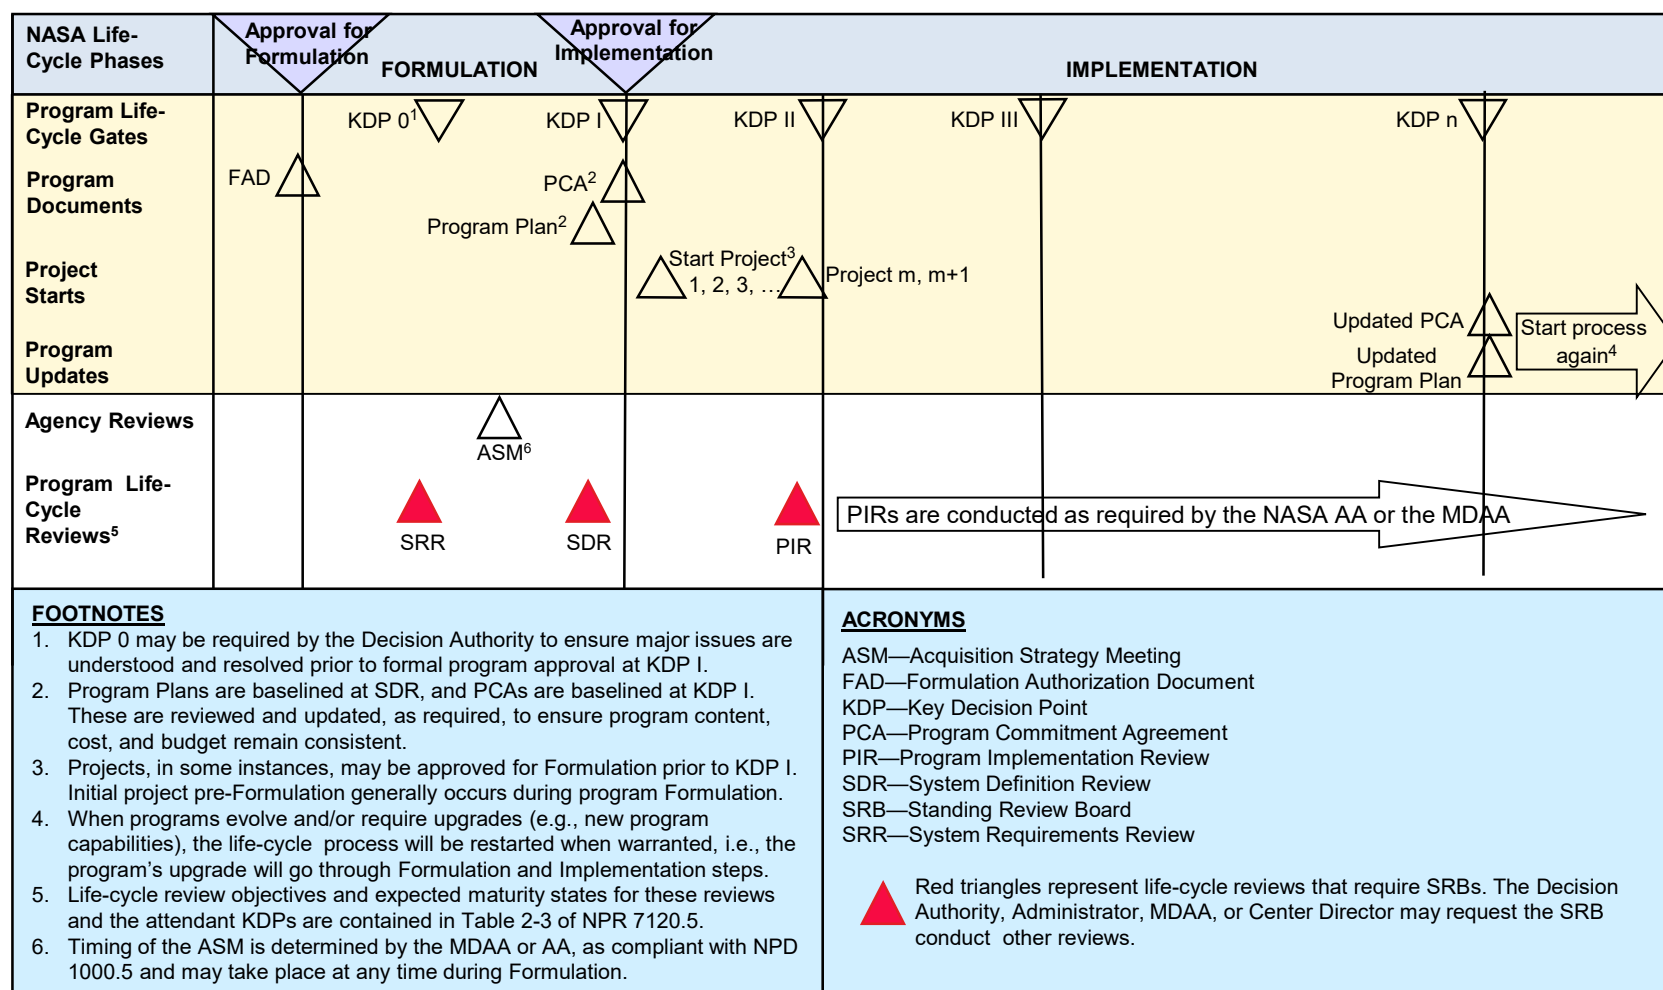 NASA Life-
Cycle Phases
Approval for
Formulation
FORMULATION
Approval for
Implementation
IMPLEMENTATION
Program Life-
Cycle Gates
KDP 0¹
KDP I
KDP II
KDP III
KDP n
Program
Documents
FAD
PCA²
Program Plan²
Project
Starts
Start Project³
1, 2, 3, …
Project m, m+1
Program
Updates
Updated PCA
Updated
Program Plan
Start process
again⁴
Agency Reviews
ASM⁶
Program Life-
Cycle
Reviews⁵
SRR
SDR
PIR
PIRs are conducted as required by the NASA AA or the MDAA
FOOTNOTES
1. KDP 0 may be required by the Decision Authority to ensure major issues are
understood and resolved prior to formal program approval at KDP I.
2. Program Plans are baselined at SDR, and PCAs are baselined at KDP I.
These are reviewed and updated, as required, to ensure program content,
cost, and budget remain consistent.
3. Projects, in some instances, may be approved for Formulation prior to KDP I.
Initial project pre-Formulation generally occurs during program Formulation.
4. When programs evolve and/or require upgrades (e.g., new program
capabilities), the life-cycle process will be restarted when warranted, i.e., the
program’s upgrade will go through Formulation and Implementation steps.
5. Life-cycle review objectives and expected maturity states for these reviews
and the attendant KDPs are contained in Table 2-3 of NPR 7120.5.
6. Timing of the ASM is determined by the MDAA or AA, as compliant with NPD
1000.5 and may take place at any time during Formulation.
ACRONYMS
ASM—Acquisition Strategy Meeting
FAD—Formulation Authorization Document
KDP—Key Decision Point
PCA—Program Commitment Agreement
PIR—Program Implementation Review
SDR—System Definition Review
SRB—Standing Review Board
SRR—System Requirements Review
Red triangles represent life-cycle reviews that require SRBs. The Decision
Authority, Administrator, MDAA, or Center Director may request the SRB
conduct other reviews.